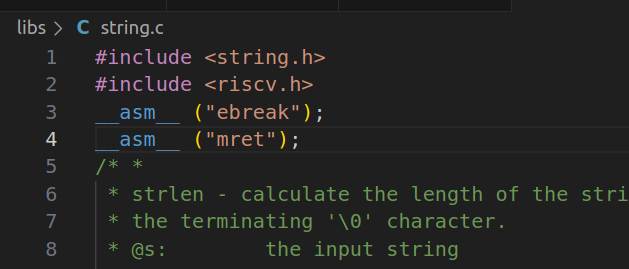 libs > C string.c
1 #include <string.h>
2 #include <riscv.h>
3 __asm__ ("ebreak");
4 __asm__ ("mret");
5 /* *
6  * strlen - calculate the length of the stri
7  * the terminating '\0' character.
8  * @s:        the input string